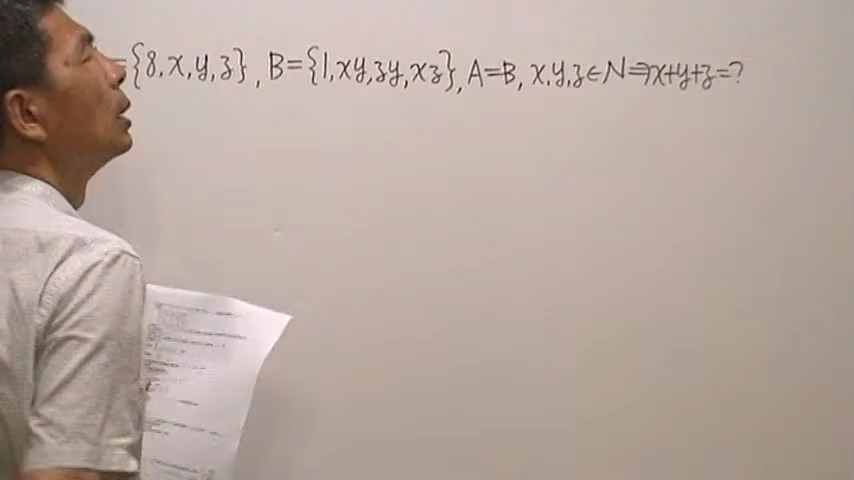 ={8,x,y,z}, B={1,xy,zy,xz}, A=B, x,y,z∈N⇒x+y+z=?